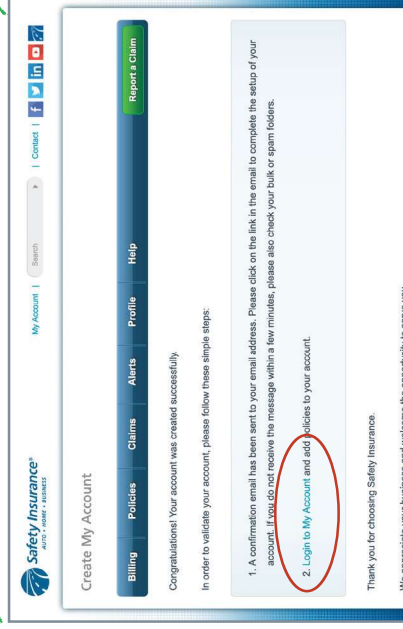 Safety Insurance®
AUTO • HOME • BUSINESS
My Account | Search | Contact |
Create My Account
Billing Policies Claims Alerts Profile Help Report a Claim
Congratulations! Your account was created successfully.
In order to validate your account, please follow these simple steps:
1. A confirmation email has been sent to your email address. Please click on the link in the email to complete the setup of your
account. If you do not receive the message within a few minutes, please also check your bulk or spam folders.
2. Login to My Account and add policies to your account.
Thank you for choosing Safety Insurance.